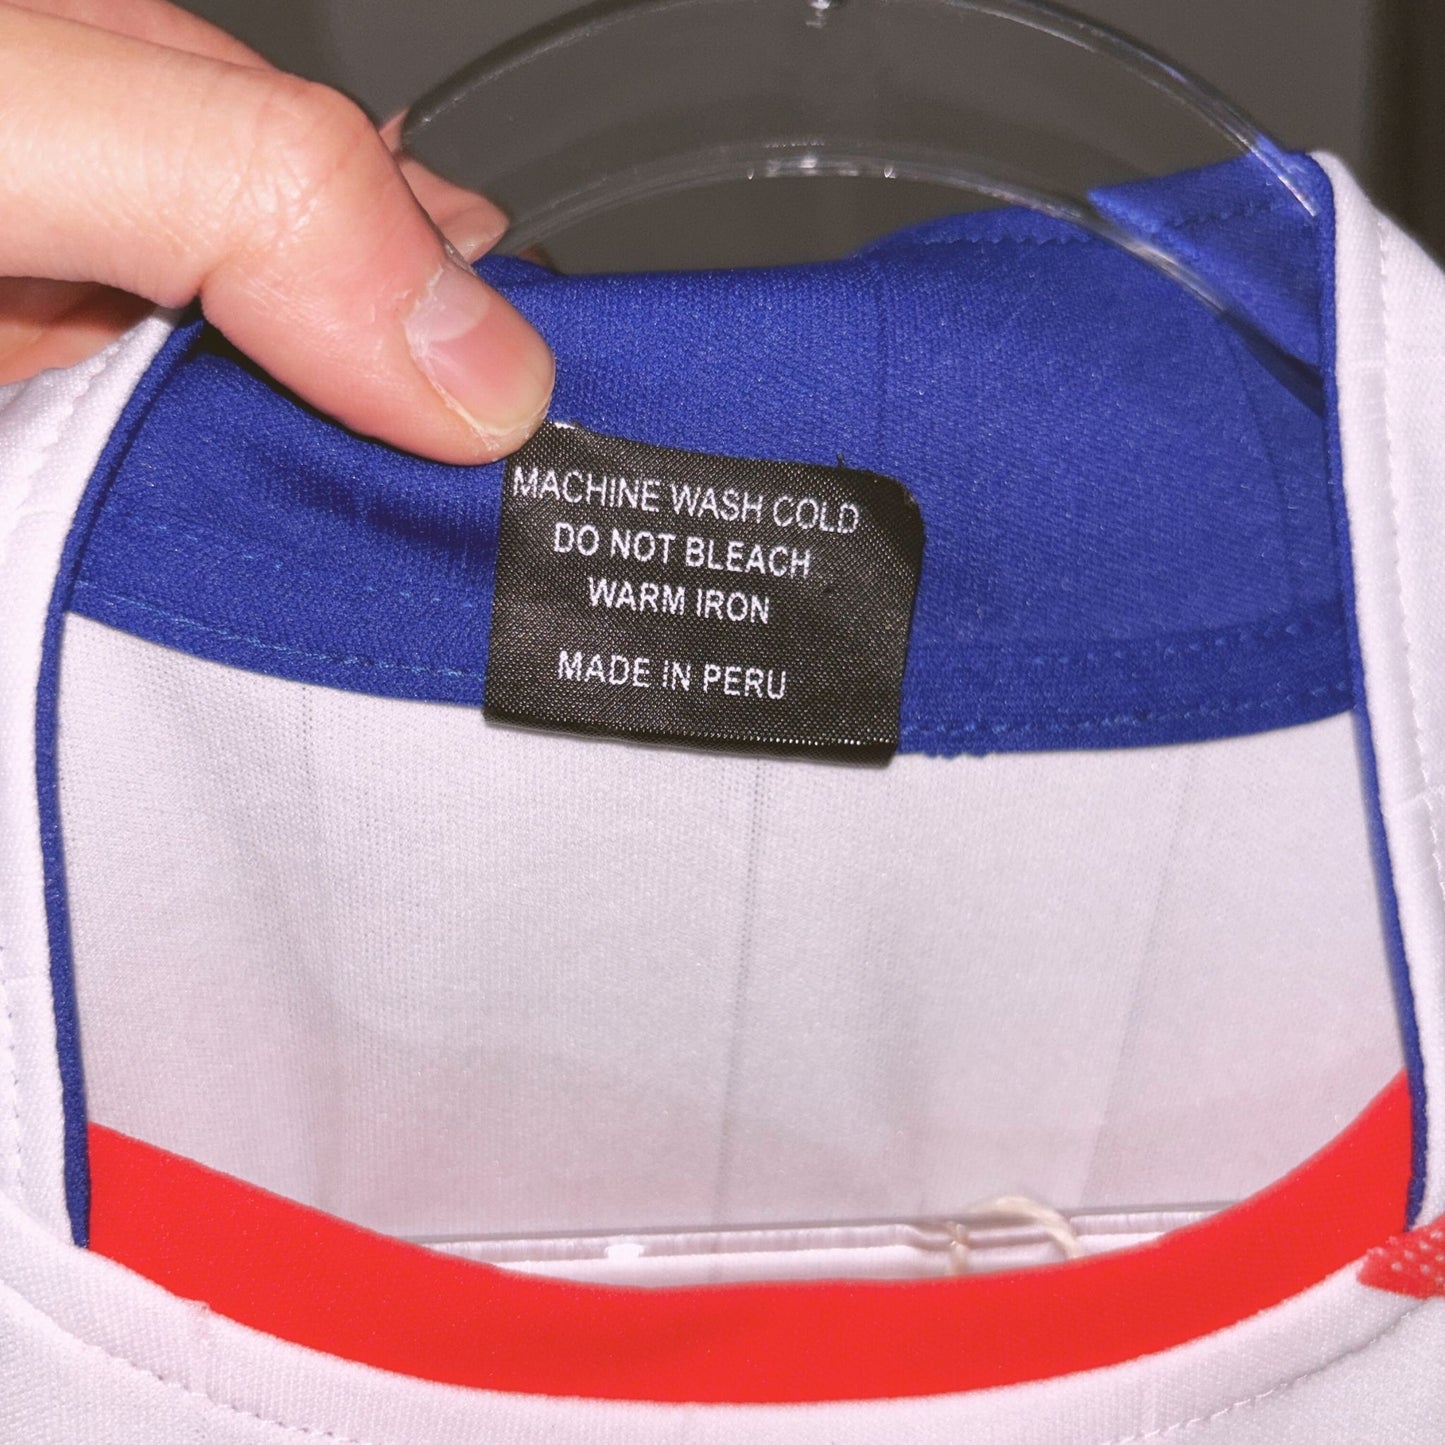 MACHINE WASH COLD
DO NOT BLEACH
WARM IRON
MADE IN PERU